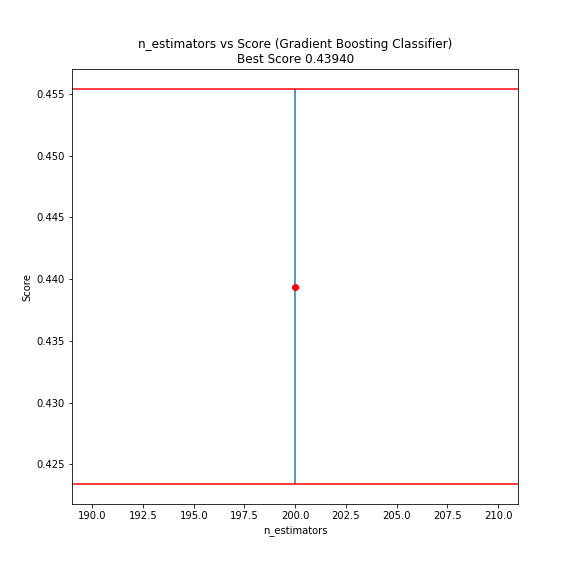 n_estimators vs Score (Gradient Boosting Classifier)
Best Score 0.43940
0.455
0.450
0.445
0.440
0.435
0.430
0.425
Score
190.0 192.5 195.0 197.5 200.0 202.5 205.0 207.5 210.0
n_estimators